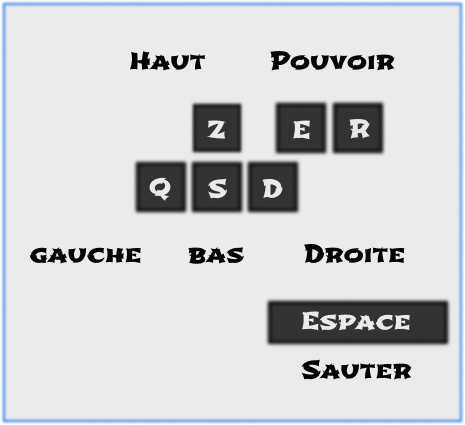 Haut Pouvoir
Z E R
Q S D
gauche bas Droite
Espace
Sauter